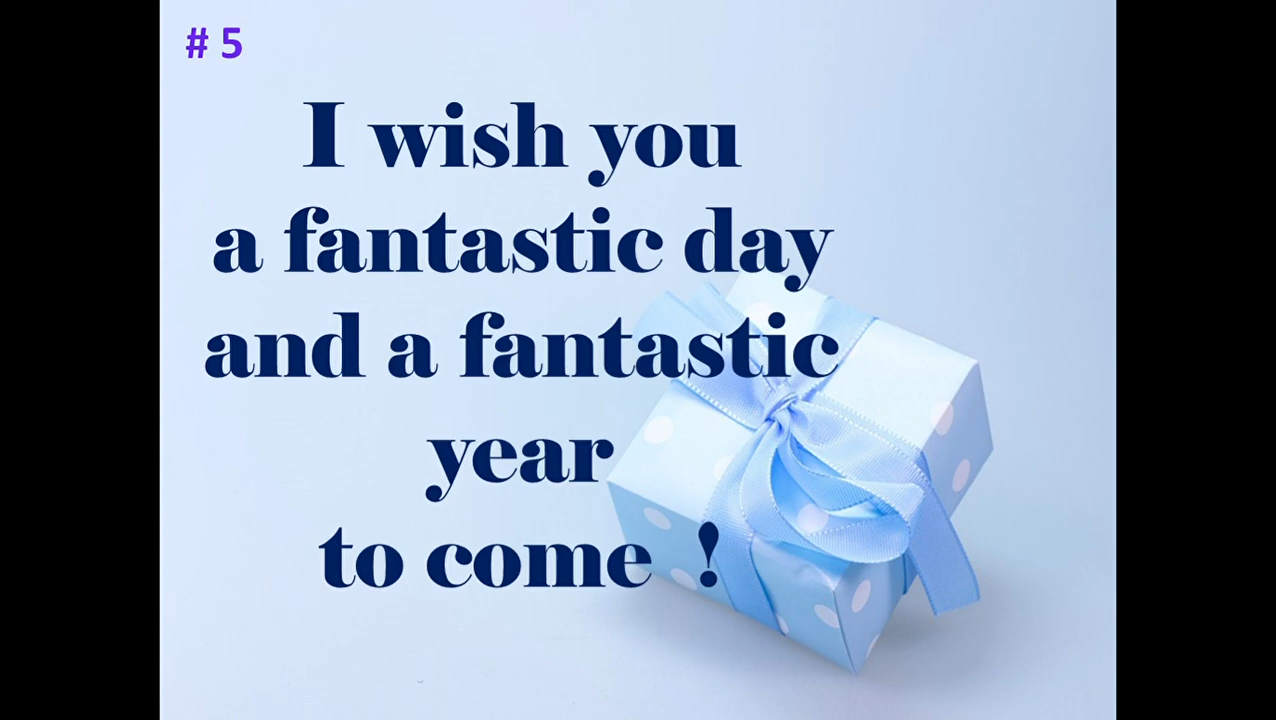 # 5
I wish you
a fantastic day
and a fantastic
year
to come  !